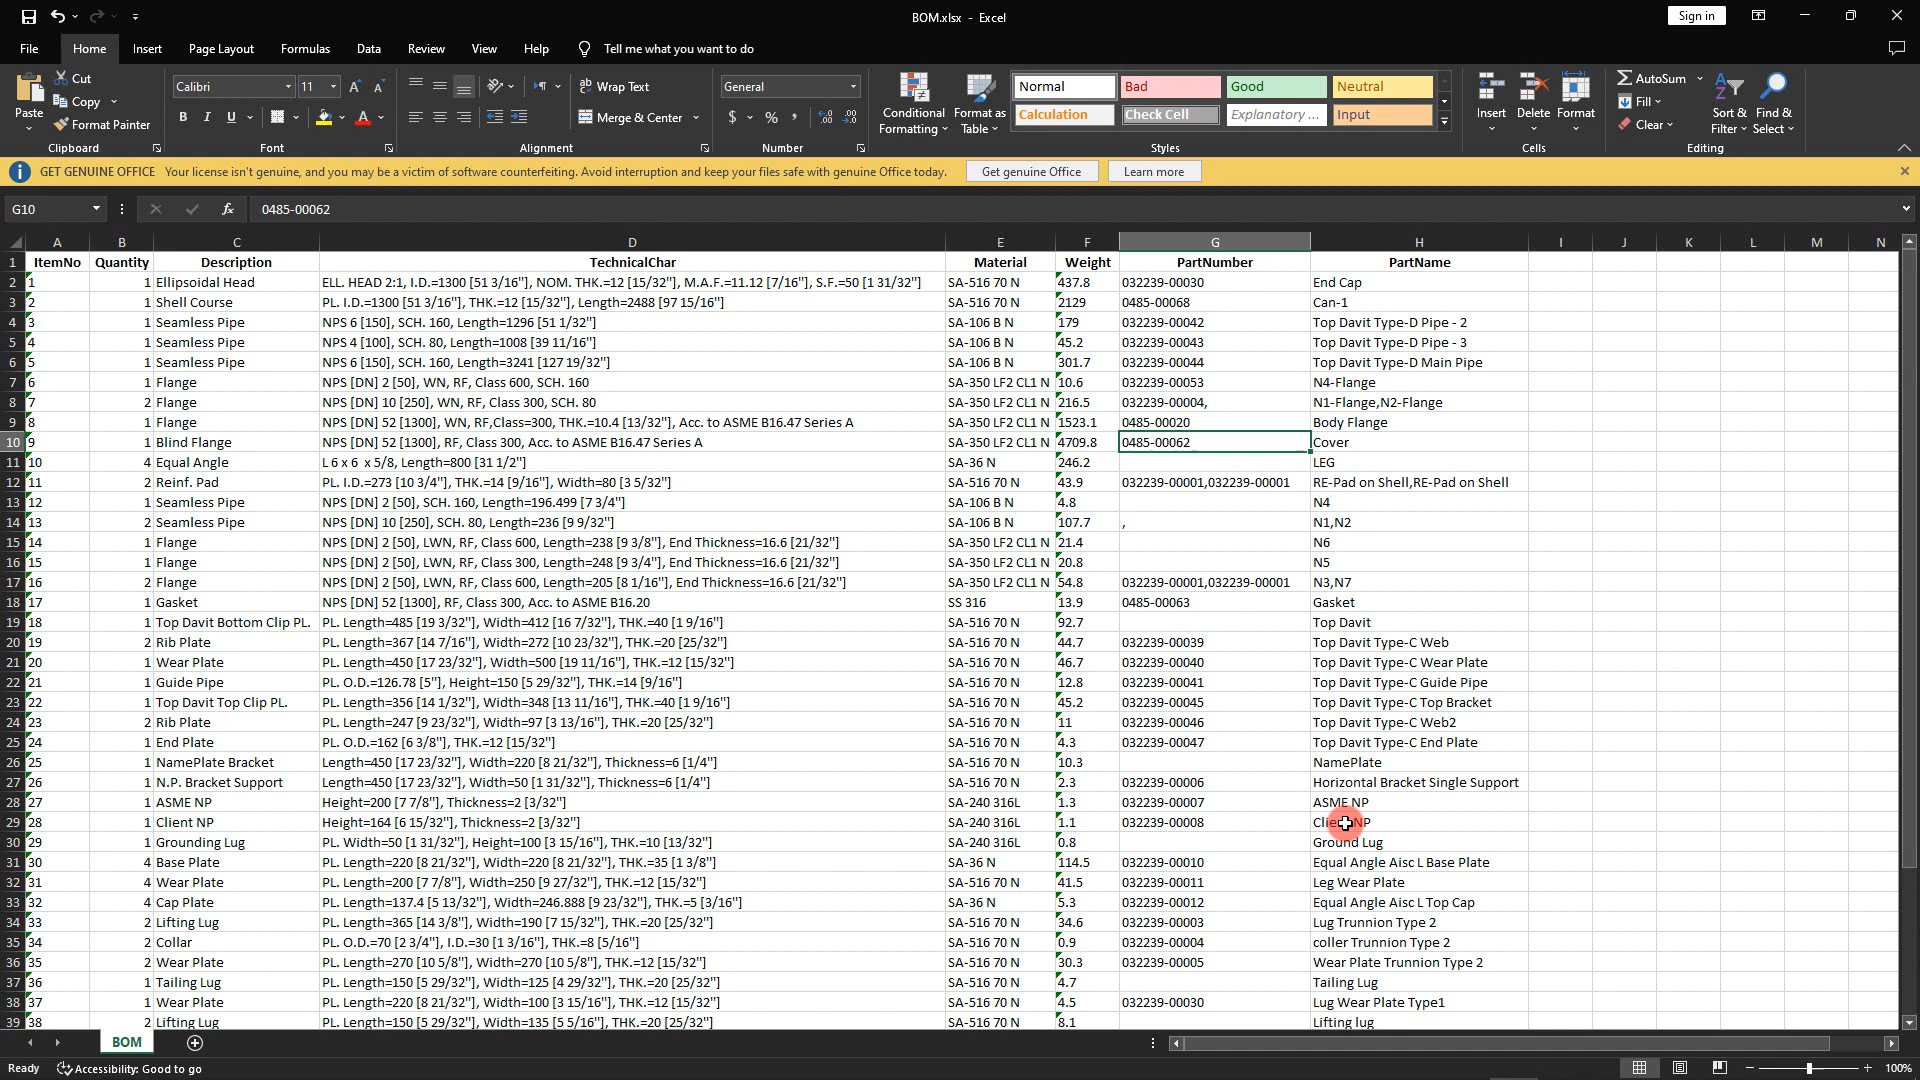 BOM.xlsx - Excel
Sign in
File Home Insert Page Layout Formulas Data Review View Help Tell me what you want to do
Paste Cut Copy Format Painter Clipboard
Calibri 11 B I U A A A Font
Wrap Text Merge & Center Alignment
General $ % , Number
Conditional Formatting Format as Table
Normal Bad Good Neutral
Calculation Check Cell Explanatory ... Input
Styles
Insert Delete Format Cells
AutoSum Fill Clear Sort & Filter Find & Select Editing
GET GENUINE OFFICE Your license isn't genuine, and you may be a victim of software counterfeiting. Avoid interruption and keep your files safe with genuine Office today. Get genuine Office Learn more
G10 fx 0485-00062
A B C D E F G H I J K L M N
1 ItemNo Quantity Description TechnicalChar Material Weight PartNumber PartName
2 1 1 Ellipsoidal Head ELL. HEAD 2:1, I.D.=1300 [51 3/16"], NOM. THK.=12 [15/32"], M.A.F.=11.12 [7/16"], S.F.=50 [1 31/32"] SA-516 70 N 437.8 032239-00030 End Cap
3 2 1 Shell Course PL. I.D.=1300 [51 3/16"], THK.=12 [15/32"], Length=2488 [97 15/16"] SA-516 70 N 2129 0485-00068 Can-1
4 3 1 Seamless Pipe NPS 6 [150], SCH. 160, Length=1296 [51 1/32"] SA-106 B N 179 032239-00042 Top Davit Type-D Pipe - 2
5 4 1 Seamless Pipe NPS 4 [100], SCH. 80, Length=1008 [39 11/16"] SA-106 B N 45.2 032239-00043 Top Davit Type-D Pipe - 3
6 5 1 Seamless Pipe NPS 6 [150], SCH. 160, Length=3241 [127 19/32"] SA-106 B N 301.7 032239-00044 Top Davit Type-D Main Pipe
7 6 1 Flange NPS [DN] 2 [50], WN, RF, Class 600, SCH. 160 SA-350 LF2 CL1 N 10.6 032239-00053 N4-Flange
8 7 2 Flange NPS [DN] 10 [250], WN, RF, Class 300, SCH. 80 SA-350 LF2 CL1 N 216.5 032239-00004, N1-Flange,N2-Flange
9 8 1 Flange NPS [DN] 52 [1300], WN, RF,Class=300, THK.=10.4 [13/32"], Acc. to ASME B16.47 Series A SA-350 LF2 CL1 N 1523.1 0485-00020 Body Flange
10 9 1 Blind Flange NPS [DN] 52 [1300], RF, Class 300, Acc. to ASME B16.47 Series A SA-350 LF2 CL1 N 4709.8 0485-00062 Cover
11 10 4 Equal Angle L 6 x 6 x 5/8, Length=800 [31 1/2"] SA-36 N 246.2 LEG
12 11 2 Reinf. Pad PL. I.D.=273 [10 3/4"], THK.=14 [9/16"], Width=80 [3 5/32"] SA-516 70 N 43.9 032239-00001,032239-00001 RE-Pad on Shell,RE-Pad on Shell
13 12 1 Seamless Pipe NPS [DN] 2 [50], SCH. 160, Length=196.499 [7 3/4"] SA-106 B N 4.8 N4
14 13 2 Seamless Pipe NPS [DN] 10 [250], SCH. 80, Length=236 [9 9/32"] SA-106 B N 107.7 , N1,N2
15 14 1 Flange NPS [DN] 2 [50], LWN, RF, Class 600, Length=238 [9 3/8"], End Thickness=16.6 [21/32"] SA-350 LF2 CL1 N 21.4 N6
16 15 1 Flange NPS [DN] 2 [50], LWN, RF, Class 300, Length=248 [9 3/4"], End Thickness=16.6 [21/32"] SA-350 LF2 CL1 N 20.8 N5
17 16 2 Flange NPS [DN] 2 [50], LWN, RF, Class 600, Length=205 [8 1/16"], End Thickness=16.6 [21/32"] SA-350 LF2 CL1 N 54.8 032239-00001,032239-00001 N3,N7
18 17 1 Gasket NPS [DN] 52 [1300], RF, Class 300, Acc. to ASME B16.20 SS 316 13.9 0485-00063 Gasket
19 18 1 Top Davit Bottom Clip PL. PL. Length=485 [19 3/32"], Width=412 [16 7/32"], THK.=40 [1 9/16"] SA-516 70 N 92.7 Top Davit
20 19 2 Rib Plate PL. Length=367 [14 7/16"], Width=272 [10 23/32"], THK.=20 [25/32"] SA-516 70 N 44.7 032239-00039 Top Davit Type-C Web
21 20 1 Wear Plate PL. Length=450 [17 23/32"], Width=500 [19 11/16"], THK.=12 [15/32"] SA-516 70 N 46.7 032239-00040 Top Davit Type-C Wear Plate
22 21 1 Guide Pipe PL. O.D.=126.78 [5"], Height=150 [5 29/32"], THK.=14 [9/16"] SA-516 70 N 12.8 032239-00041 Top Davit Type-C Guide Pipe
23 22 1 Top Davit Top Clip PL. PL. Length=356 [14 1/32"], Width=348 [13 11/16"], THK.=40 [1 9/16"] SA-516 70 N 45.2 032239-00045 Top Davit Type-C Top Bracket
24 23 2 Rib Plate PL. Length=247 [9 23/32"], Width=97 [3 13/16"], THK.=20 [25/32"] SA-516 70 N 11 032239-00046 Top Davit Type-C Web2
25 24 1 End Plate PL. O.D.=162 [6 3/8"], THK.=12 [15/32"] SA-516 70 N 4.3 032239-00047 Top Davit Type-C End Plate
26 25 1 NamePlate Bracket Length=450 [17 23/32"], Width=220 [8 21/32"], Thickness=6 [1/4"] SA-516 70 N 10.3 NamePlate
27 26 1 N.P. Bracket Support Length=450 [17 23/32"], Width=50 [1 31/32"], Thickness=6 [1/4"] SA-516 70 N 2.3 032239-00006 Horizontal Bracket Single Support
28 27 1 ASME NP Height=200 [7 7/8"], Thickness=2 [3/32"] SA-240 316L 1.3 032239-00007 ASME NP
29 28 1 Client NP Height=164 [6 15/32"], Thickness=2 [3/32"] SA-240 316L 1.1 032239-00008 Client NP
30 29 1 Grounding Lug PL. Width=50 [1 31/32"], Height=100 [3 15/16"], THK.=10 [13/32"] SA-240 316L 0.8 Ground Lug
31 30 4 Base Plate PL. Length=220 [8 21/32"], Width=220 [8 21/32"], THK.=35 [1 3/8"] SA-36 N 114.5 032239-00010 Equal Angle Aisc L Base Plate
32 31 4 Wear Plate PL. Length=200 [7 7/8"], Width=250 [9 27/32"], THK.=12 [15/32"] SA-516 70 N 41.5 032239-00011 Leg Wear Plate
33 32 4 Cap Plate PL. Length=137.4 [5 13/32"], Width=246.888 [9 23/32"], THK.=5 [3/16"] SA-36 N 5.3 032239-00012 Equal Angle Aisc L Top Cap
34 33 2 Lifting Lug PL. Length=365 [14 3/8"], Width=190 [7 15/32"], THK.=20 [25/32"] SA-516 70 N 34.6 032239-00003 Lug Trunnion Type 2
35 34 2 Collar PL. O.D.=70 [2 3/4"], I.D.=30 [1 3/16"], THK.=8 [5/16"] SA-516 70 N 0.9 032239-00004 coller Trunnion Type 2
36 35 2 Wear Plate PL. Length=270 [10 5/8"], Width=270 [10 5/8"], THK.=12 [15/32"] SA-516 70 N 30.3 032239-00005 Wear Plate Trunnion Type 2
37 36 1 Tailing Lug PL. Length=150 [5 29/32"], Width=125 [4 29/32"], THK.=20 [25/32"] SA-516 70 N 4.7 Tailing Lug
38 37 1 Wear Plate PL. Length=220 [8 21/32"], Width=100 [3 15/16"], THK.=12 [15/32"] SA-516 70 N 4.5 032239-00030 Lug Wear Plate Type1
39 38 2 Lifting Lug PL. Length=150 [5 29/32"], Width=135 [5 5/16"], THK.=20 [25/32"] SA-516 70 N 8.1 Lifting lug
BOM
Ready Accessibility: Good to go 100%